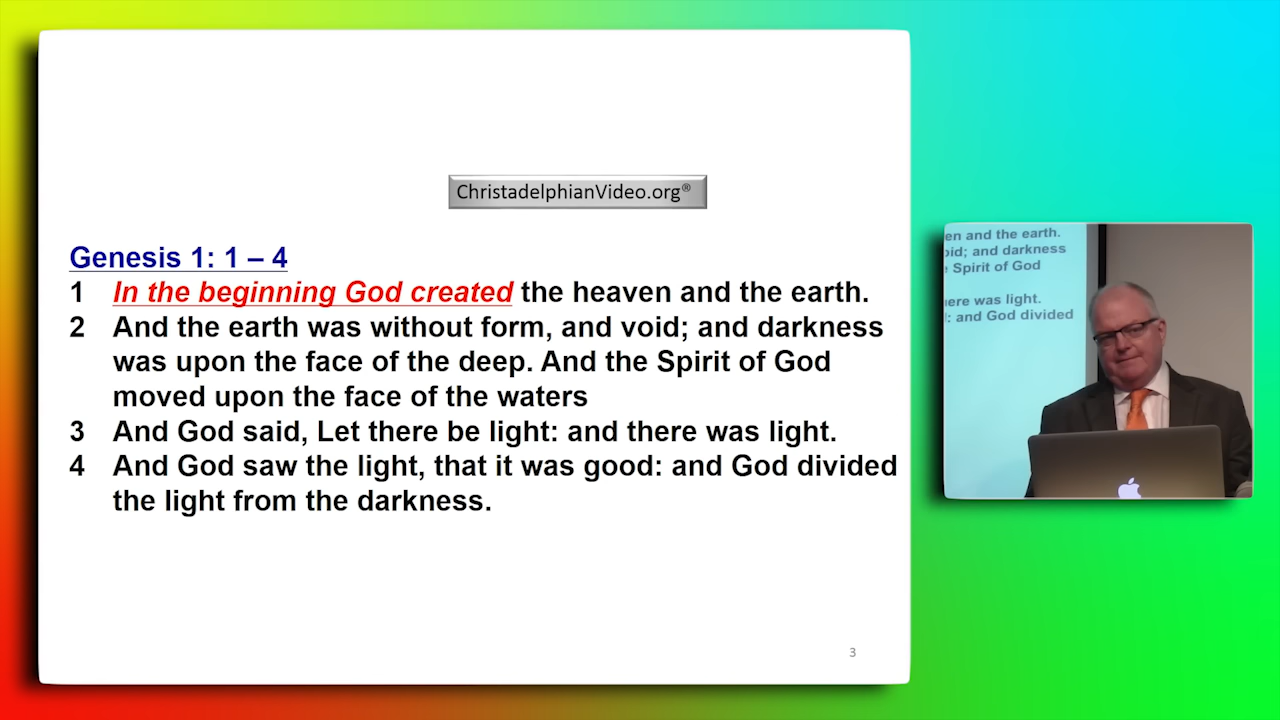 ChristadelphianVideo.org®
Genesis 1: 1 – 4
1 In the beginning God created the heaven and the earth.
2 And the earth was without form, and void; and darkness
was upon the face of the deep. And the Spirit of God
moved upon the face of the waters
3 And God said, Let there be light: and there was light.
4 And God saw the light, that it was good: and God divided
the light from the darkness.
3
en and the earth.
oid; and darkness
Spirit of God
ere was light.
: and God divided